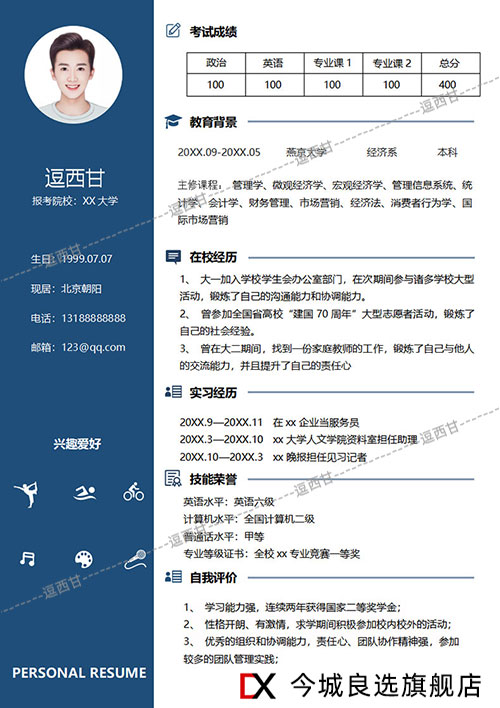 逗西甘
报考院校：XX大学
生日：1999.07.07
现居：北京朝阳
电话：13188888888
邮箱：123@qq.com
兴趣爱好
PERSONAL RESUME
考试成绩
政治 英语 专业课1 专业课2 总分
100 100 100 100 400
教育背景
20XX.09-20XX.05 燕京大学 经济系 本科
主修课程：管理学、微观经济学、宏观经济学、管理信息系统、统
计学、会计学、财务管理、市场营销、经济法、消费者行为学、国
际市场营销
在校经历
1、 大一加入学校学生会办公室部门，在次期间参与诸多学校大型
活动，锻炼了自己的沟通能力和协调能力。
2、 曾参加全国省高校“建国70周年”大型志愿者活动，锻炼了
自己的社会经验。
3、 曾在大二期间，找到一份家庭教师的工作，锻炼了自己与他人
的交流能力，并且提升了自己的责任心
实习经历
20XX.9—20XX.11 在xx企业当服务员
20XX.3—20XX.10 xx大学人文学院资料室担任助理
20XX.10—20XX.3 xx晚报担任见习记者
技能荣誉
英语水平：英语六级
计算机水平：全国计算机二级
普通话水平：甲等
专业等级证书：全校xx专业竞赛一等奖
自我评价
1、 学习能力强，连续两年获得国家二等奖学金；
2、 性格开朗、有激情，求学期间积极参加校内校外的活动；
3、 优秀的组织和协调能力，责任心、团队协作精神强，参加
较多的团队管理实践；
DX 今城良选旗舰店
逗西甘
逗西甘
逗西甘
逗西甘
逗西甘
逗西甘
逗西甘